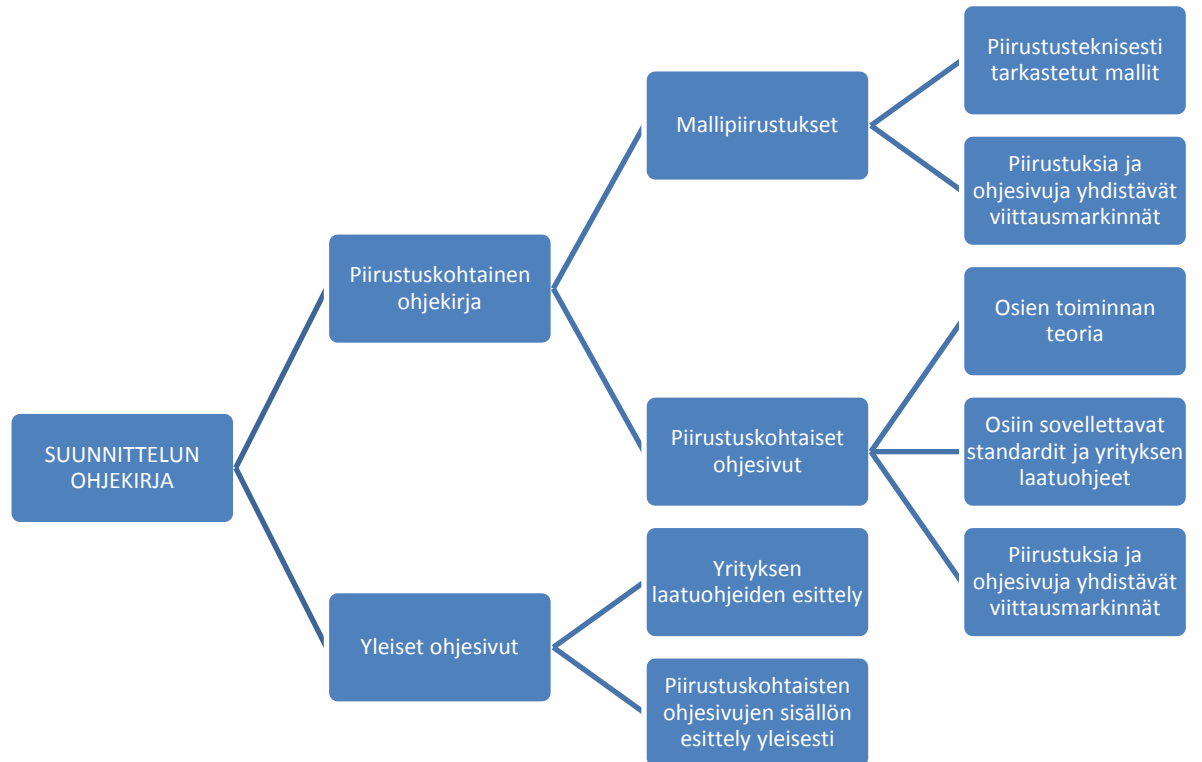 SUUNNITTELUN
OHJEKIRJA
Piirustuskohtainen
ohjekirja
Mallipiirustukset
Piirustusteknisesti
tarkastetut mallit
Piirustuksia ja
ohjesivuja yhdistävät
viittausmarkinnät
Piirustuskohtaiset
ohjesivut
Osien toiminnan
teoria
Osiin sovellettavat
standardit ja yrityksen
laatuohjeet
Piirustuksia ja
ohjesivuja yhdistävät
viittausmarkinnät
Yleiset ohjesivut
Yrityksen
laatuohjeiden esittely
Piirustuskohtaisten
ohjesivujen sisällön
esittely yleisesti